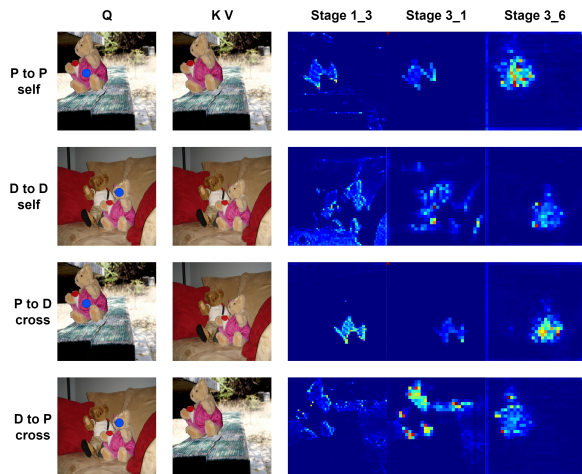 Q K V Stage 1_3 Stage 3_1 Stage 3_6
P to P
self
D to D
self
P to D
cross
D to P
cross